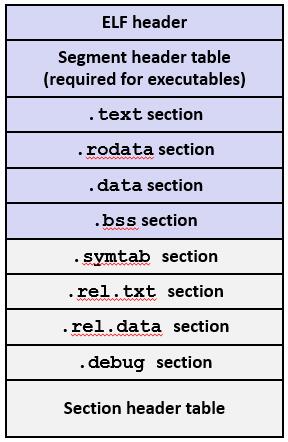 ELF header
Segment header table
(required for executables)
.text section
.rodata section
.data section
.bss section
.symtab section
.rel.txt section
.rel.data section
.debug section
Section header table